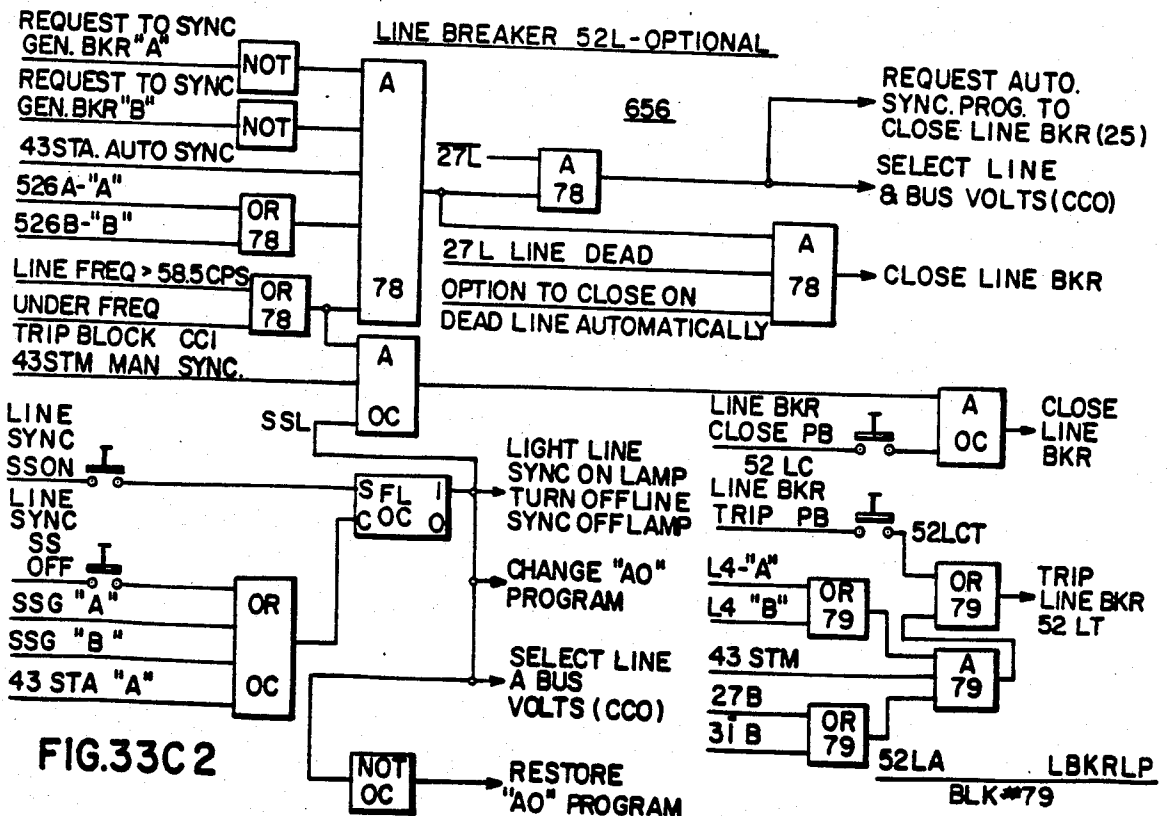 REQUEST TO SYNC
GEN. BKR "A"
NOT
REQUEST TO SYNC
GEN. BKR "B"
NOT
43STA. AUTO SYNC
526A-"A"
526B-"B"
OR
78
LINE FREQ > 58.5CPS
UNDER FREQ
OR
78
TRIP BLOCK CCI
43STM MAN SYNC.
A
78
A
OC
SSL
LINE BREAKER 52L-OPTIONAL
656
27L
A
78
REQUEST AUTO.
SYNC. PROG. TO
CLOSE LINE BKR (25)
SELECT LINE
& BUS VOLTS (CCO)
27L LINE DEAD
OPTION TO CLOSE ON
DEAD LINE AUTOMATICALLY
A
78
CLOSE LINE BKR
LINE
SYNC
SSON
LINE
SYNC
SS
OFF
SSG "A"
SSG "B"
43 STA "A"
OR
OC
S FL 1
C OC 0
LIGHT LINE
SYNC ON LAMP
TURN OFFLINE
SYNC OFF LAMP
CHANGE "AO"
PROGRAM
SELECT LINE
A BUS
VOLTS (CCO)
NOT
OC
RESTORE
"AO" PROGRAM
LINE BKR
CLOSE PB
52 LC
A
OC
CLOSE
LINE
BKR
LINE BKR
TRIP PB
52LCT
L4-"A"
L4 "B"
OR
79
43 STM
27B
31B
OR
79
A
79
OR
79
TRIP
LINE BKR
52 LT
52LA LBKRLP
BLK#79
FIG.33C2